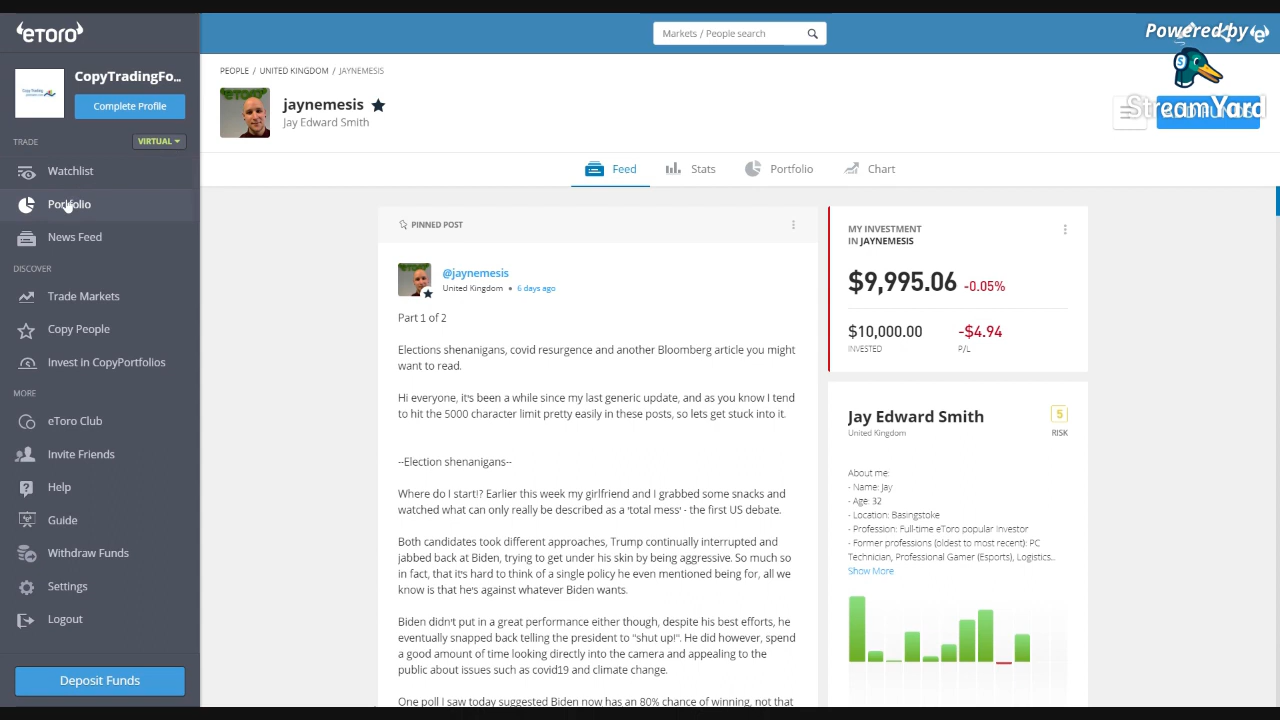 eToro
Markets / People search
Powered by
StreamYard
CopyTradingFo...
Complete Profile
TRADE
VIRTUAL
Watchlist
Portfolio
News Feed
DISCOVER
Trade Markets
Copy People
Invest in CopyPortfolios
MORE
eToro Club
Invite Friends
Help
Guide
Withdraw Funds
Settings
Logout
Deposit Funds
PEOPLE / UNITED KINGDOM / JAYNEMESIS
jaynemesis
Jay Edward Smith
Feed
Stats
Portfolio
Chart
PINNED POST
@jaynemesis
United Kingdom • 6 days ago
Part 1 of 2
Elections shenanigans, covid resurgence and another Bloomberg article you might
want to read.
Hi everyone, it's been a while since my last generic update, and as you know I tend
to hit the 5000 character limit pretty easily in these posts, so lets get stuck into it.
--Election shenanigans--
Where do I start!? Earlier this week my girlfriend and I grabbed some snacks and
watched what can only really be described as a 'total mess' - the first US debate.
Both candidates took different approaches, Trump continually interrupted and
jabbed back at Biden, trying to get under his skin by being aggressive. So much so
in fact, that it's hard to think of a single policy he even mentioned being for, all we
know is that he's against whatever Biden wants.
Biden didn't put in a great performance either though, despite his best efforts, he
eventually snapped back telling the president to "shut up!". He did however, spend
a good amount of time looking directly into the camera and appealing to the
public about issues such as covid19 and climate change.
One poll I saw today suggested Biden now has an 80% chance of winning, not that
MY INVESTMENT
IN JAYNEMESIS
$9,995.06 -0.05%
$10,000.00 -$4.94
INVESTED P/L
Jay Edward Smith
United Kingdom
5
RISK
About me:
- Name: Jay
- Age: 32
- Location: Basingstoke
- Profession: Full-time eToro popular Investor
- Former professions (oldest to most recent): PC
Technician, Professional Gamer (Esports), Logistics...
Show More